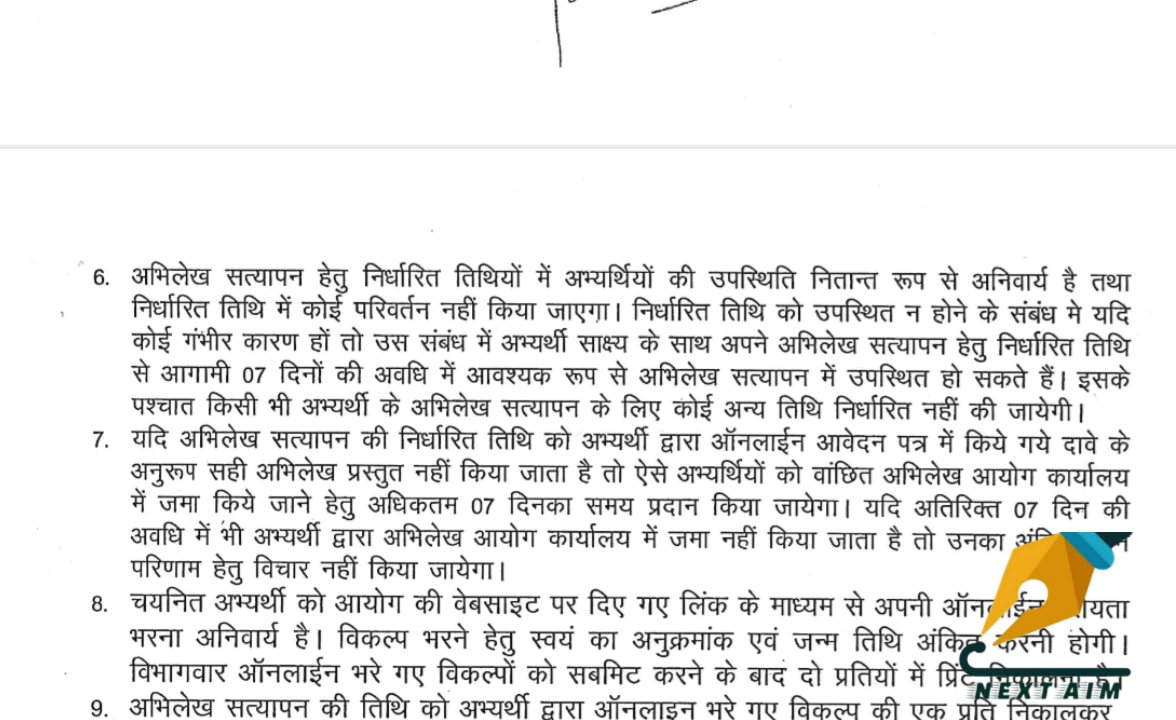 6. अभिलेख सत्यापन हेतु निर्धारित तिथियों में अभ्यर्थियों की उपस्थिति नितान्त रूप से अनिवार्य है तथा
निर्धारित तिथि में कोई परिवर्तन नहीं किया जाएगा। निर्धारित तिथि को उपस्थित न होने के संबंध मे यदि
कोई गंभीर कारण हों तो उस संबंध में अभ्यर्थी साक्ष्य के साथ अपने अभिलेख सत्यापन हेतु निर्धारित तिथि
से आगामी 07 दिनों की अवधि में आवश्यक रूप से अभिलेख सत्यापन में उपस्थित हो सकते हैं। इसके
पश्चात किसी भी अभ्यर्थी के अभिलेख सत्यापन के लिए कोई अन्य तिथि निर्धारित नहीं की जायेगी।
7. यदि अभिलेख सत्यापन की निर्धारित तिथि को अभ्यर्थी द्वारा ऑनलाईन आवेदन पत्र में किये गये दावे के
अनुरूप सही अभिलेख प्रस्तुत नहीं किया जाता है तो ऐसे अभ्यर्थियों को वांछित अभिलेख आयोग कार्यालय
में जमा किये जाने हेतु अधिकतम 07 दिनका समय प्रदान किया जायेगा। यदि अतिरिक्त 07 दिन की
अवधि में भी अभ्यर्थी द्वारा अभिलेख आयोग कार्यालय में जमा नहीं किया जाता है तो उनका
परिणाम हेतु विचार नहीं किया जायेगा।
8. चयनित अभ्यर्थी को आयोग की वेबसाइट पर दिए गए लिंक के माध्यम से अपनी
भरना अनिवार्य है। विकल्प भरने हेतु स्वयं का अनुक्रमांक एवं जन्म तिथि अंकित करनी होगी।
विभागवार ऑनलाईन भरे गए विकल्पों को सबमिट करने के बाद दो प्रतियों में प्रिंट
9. अभिलेख सत्यापन की तिथि को अभ्यर्थी द्वारा ऑनलाइन भरे गए विकल्प की एक प्रति निकालकर
NEXT AIM